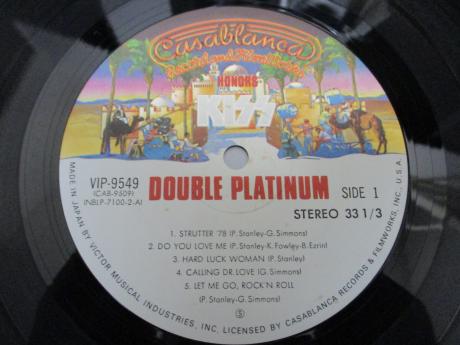 Casablanca
Record and FilmWorks
HONORS
KISS
VIP-9549
(CAB-9509)
(NBLP-7100-2-A)
DOUBLE PLATINUM
SIDE 1
STEREO 33 1/3
1. STRUTTER '78 (P. Stanley-G. Simmons)
2. DO YOU LOVE ME (P. Stanley-K. Fowley-B. Ezrin)
3. HARD LUCK WOMAN (P. Stanley)
4. CALLING DR. LOVE (G. Simmons)
5. LET ME GO, ROCK'N ROLL
(P. Stanley-G. Simmons)
Ⓢ
MADE IN JAPAN BY VICTOR MUSICAL INDUSTRIES, INC. LICENSED BY CASABLANCA RECORDS & FILMWORKS, INC., U.S.A.